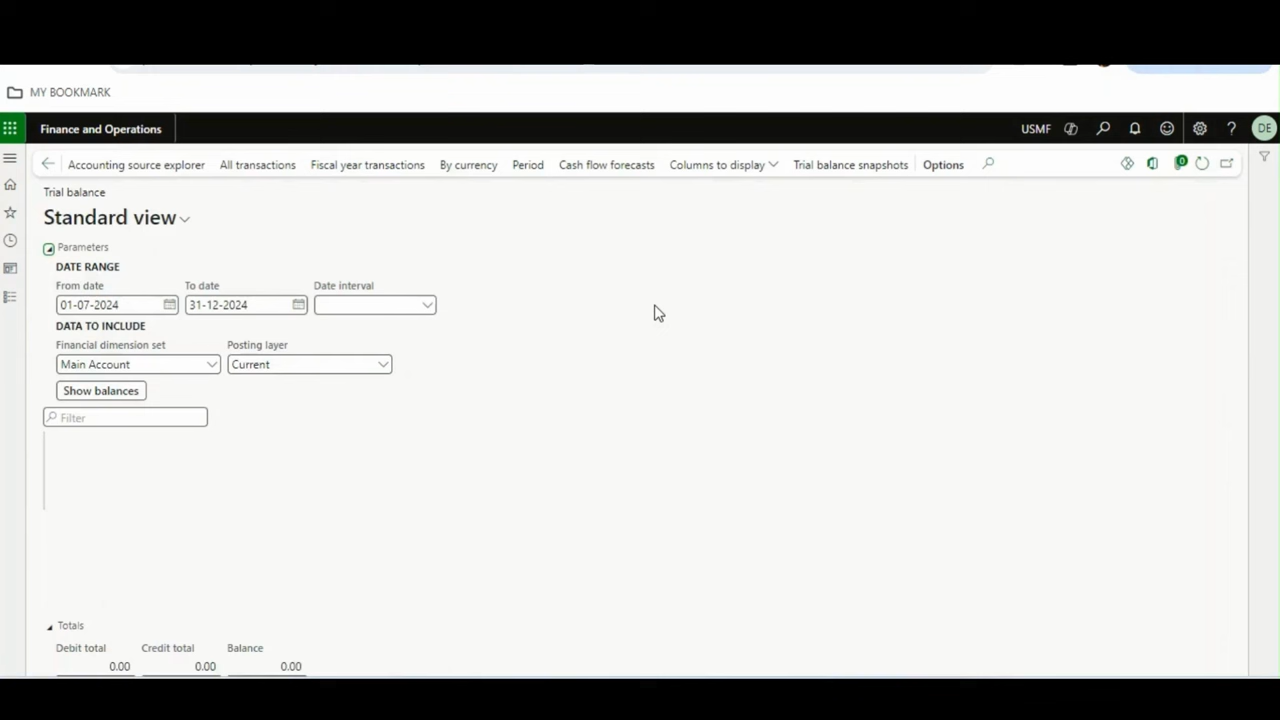 MY BOOKMARK
Finance and Operations
USMF
DE
Accounting source explorer All transactions Fiscal year transactions By currency Period Cash flow forecasts Columns to display Trial balance snapshots Options
0
Trial balance
Standard view
Parameters
DATE RANGE
From date To date Date interval
01-07-2024 31-12-2024
DATA TO INCLUDE
Financial dimension set Posting layer
Main Account Current
Show balances
Filter
Totals
Debit total Credit total Balance
0.00 0.00 0.00